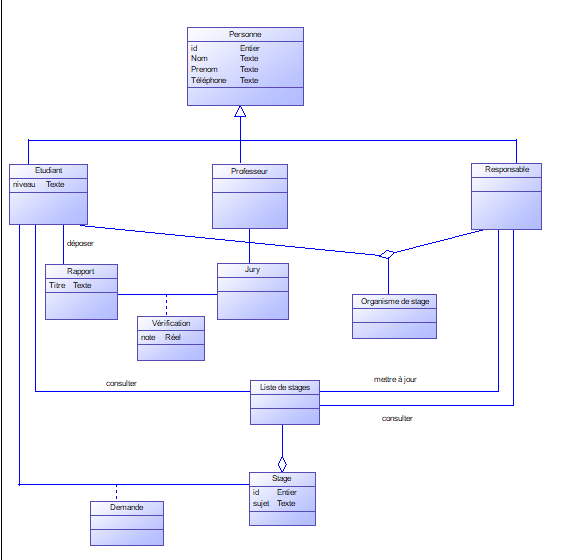 Personne
id Entier
Nom Texte
Prenom Texte
Téléphone Texte
Etudiant
niveau Texte
Professeur
Responsable
déposer
Rapport
Titre Texte
Jury
Organisme de stage
Vérification
note Réel
consulter
Liste de stages
mettre à jour
consulter
Stage
id Entier
sujet Texte
Demande